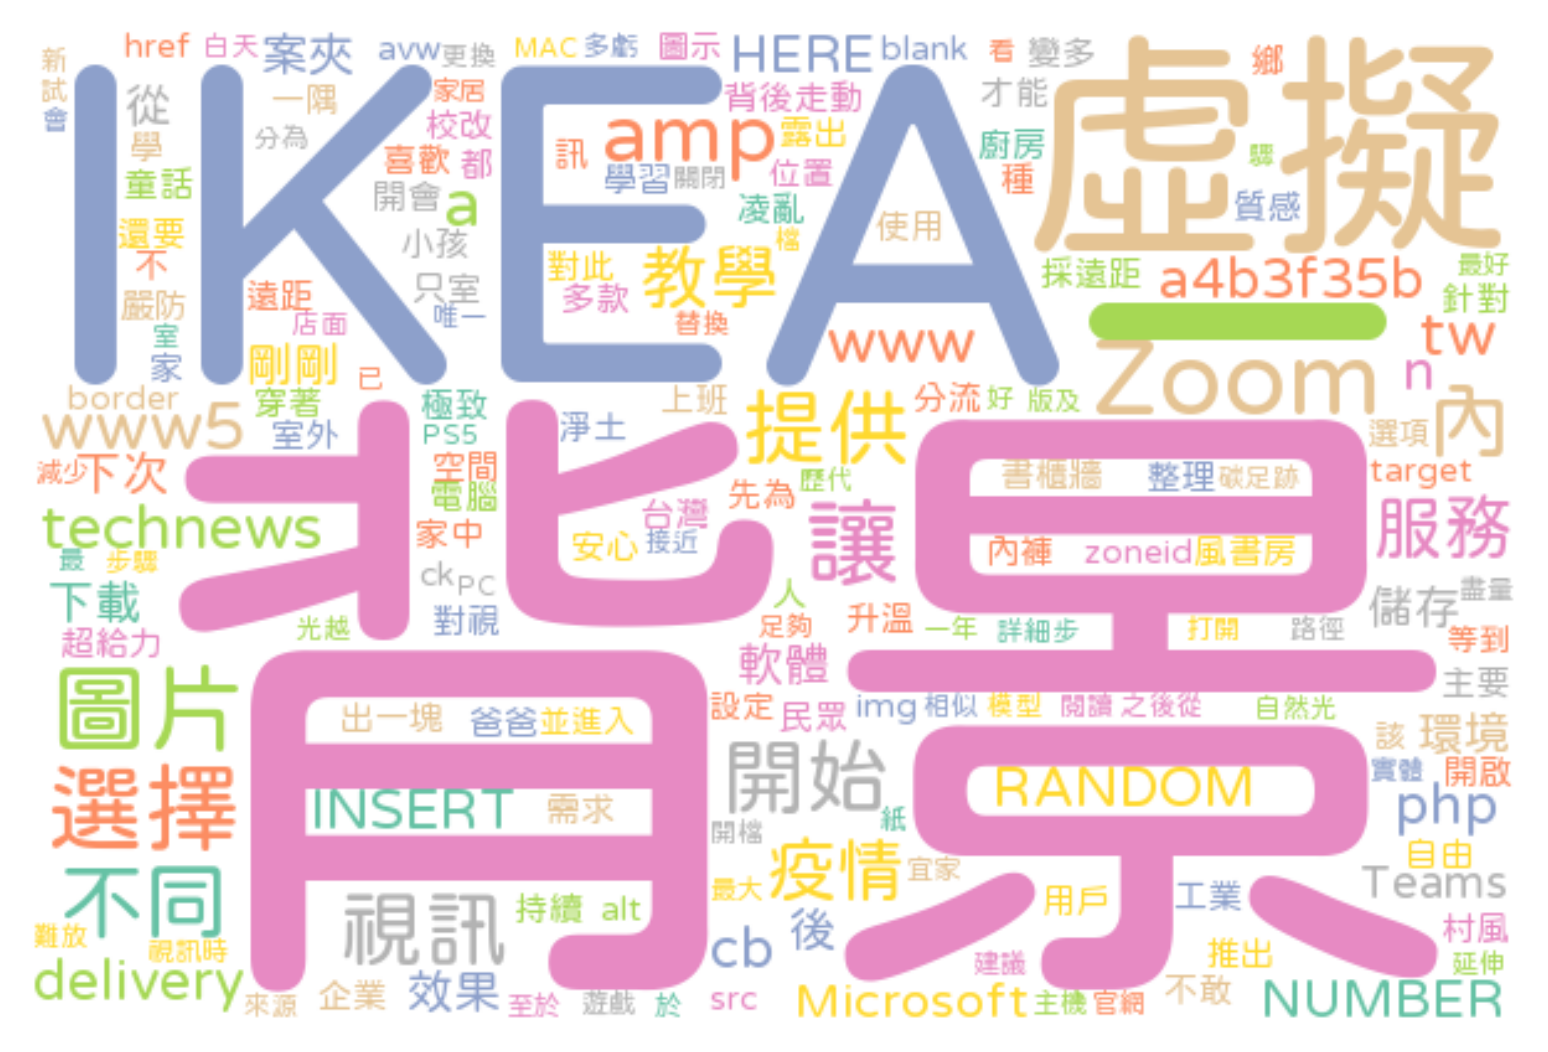 新 href 白天 案夾 avw 更換 MAC 多虧 圖示 HERE blank 看 變多 鄉
試 從 一隅 家居 背後走動 才能
會 學 分為 校改 訊 amp 露出 廚房 驛
童話 喜歡 都 學習 關閉 位置 種 質感
IKEA 虛擬
還要 開會 a 凌亂 使用
不 小孩 對此 教學 檔 採遠距 a4b3f35b 最好
嚴防 遠距 只室 多款 針對
室 店面 唯一 替換 www 一 tw
家 剛剛 已 Zoom n
border 穿著 極致 上班 提供 分流 好 版及
www5 室外 PS5 淨土 選項 內
減少 下次 空間 歷代 書櫃牆 整理 碳足跡 target
電腦 先為
背景
technews 家中 台灣 讓 服務
最 步驟 安心 接近 內褲 zoneid 風書房
下載 ck PC 人 儲存 盡量
超給力 光越 對視 足夠 升溫 一年 詳細步 打開 路徑 等到
圖片 軟體 主要
出一塊 爸爸 並進入 設定 民眾 img 相似 模型 閱讀 之後從 自然光
該 環境
選擇 INSERT 需求 開始 RANDOM 實體 開啟
開檔 紙 php
不同 疫情 宜家 自由
視訊 持續 alt 最大 用戶 工業 Teams
難放 視訊時 cb 後 村風
delivery 建議 推出 延伸
來源 企業 效果 至於 遊戲 於 src Microsoft 主機 官網 不敢 NUMBER